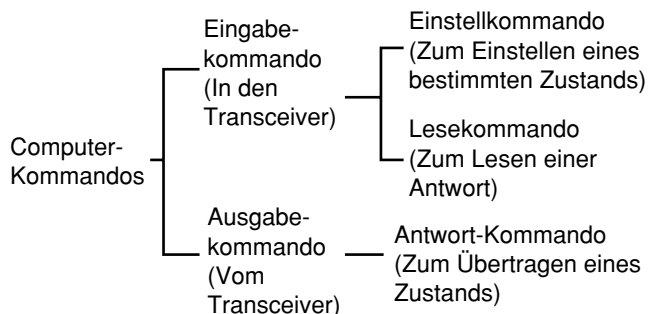 Computer-
Kommandos
Eingabe-
kommando
(In den
Transceiver)
Einstellkommando
(Zum Einstellen eines
bestimmten Zustands)
Lesekommando
(Zum Lesen einer
Antwort)
Ausgabe-
kommando
(Vom
Transceiver)
Antwort-Kommando
(Zum Übertragen eines
Zustands)